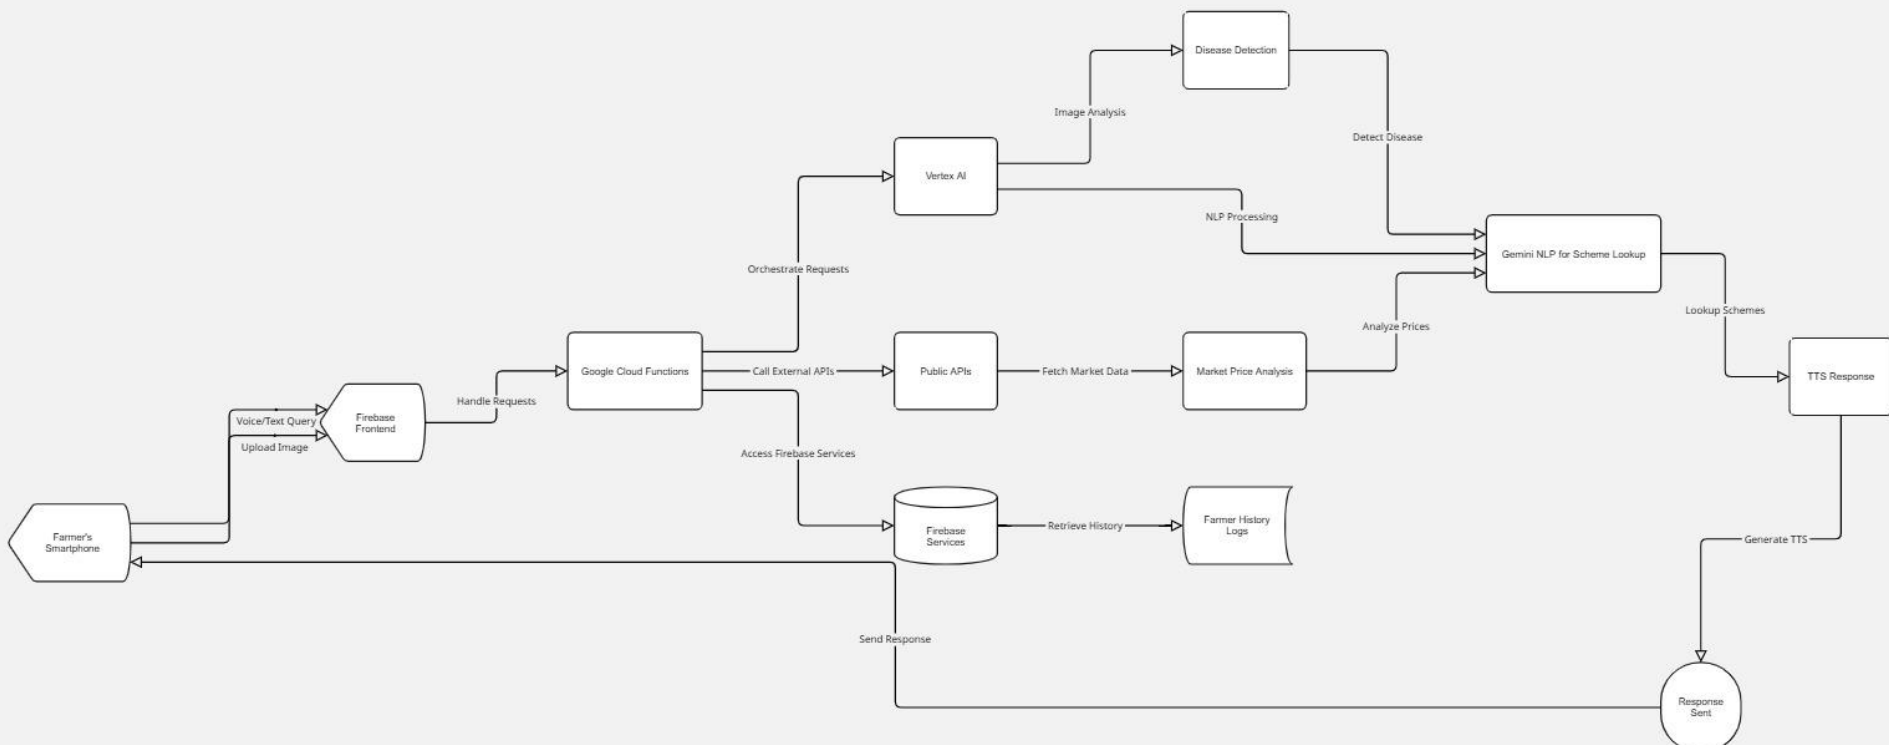 Disease Detection
Image Analysis
Detect Disease
Vertex AI
NLP Processing
Gemini NLP for Scheme Lookup
Orchestrate Requests
Lookup Schemes
Analyze Prices
Google Cloud Functions
Call External APIs
Public APIs
Fetch Market Data
Market Price Analysis
TTS Response
Handle Requests
Voice/Text Query
Firebase
Frontend
Upload Image
Access Firebase Services
Farmer's
Smartphone
Firebase
Services
Retrieve History
Farmer History
Logs
Generate TTS
Send Response
Response
Sent